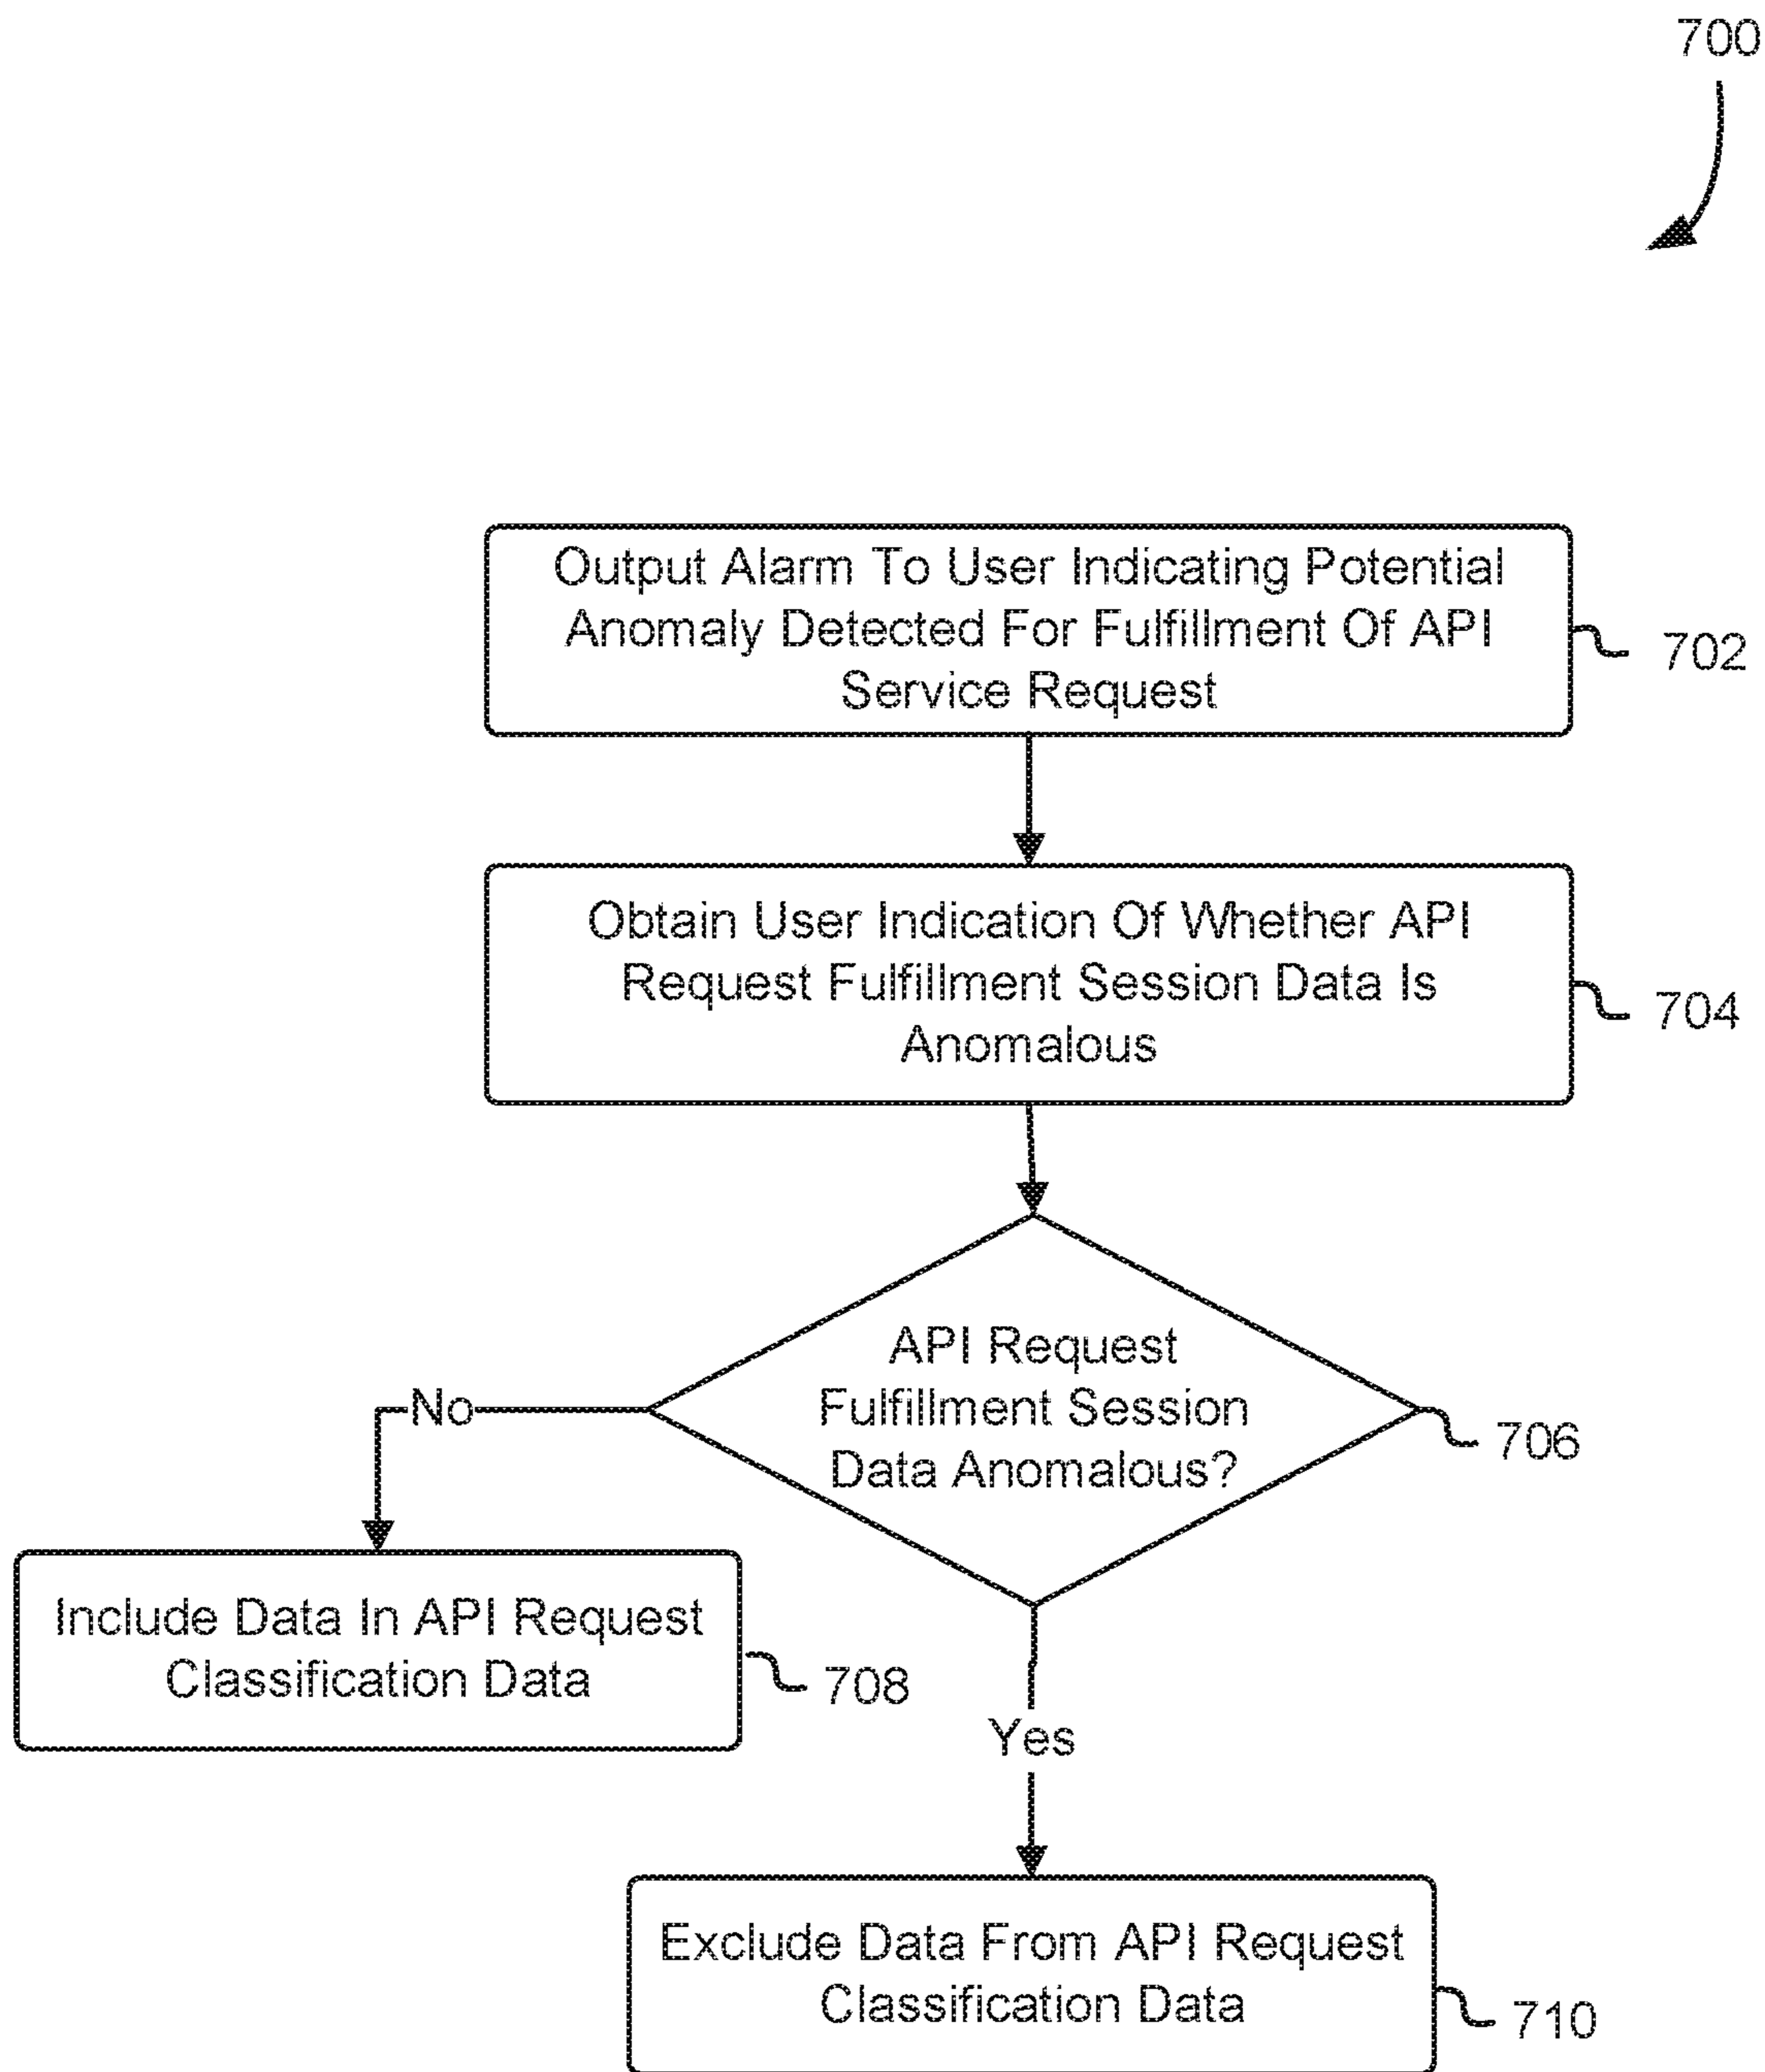 700
Output Alarm To User Indicating Potential
Anomaly Detected For Fulfillment Of API
Service Request
702
Obtain User Indication Of Whether API
Request Fulfillment Session Data Is
Anomalous
704
API Request
Fulfillment Session
Data Anomalous?
706
No
Include Data In API Request
Classification Data
708
Yes
Exclude Data From API Request
Classification Data
710